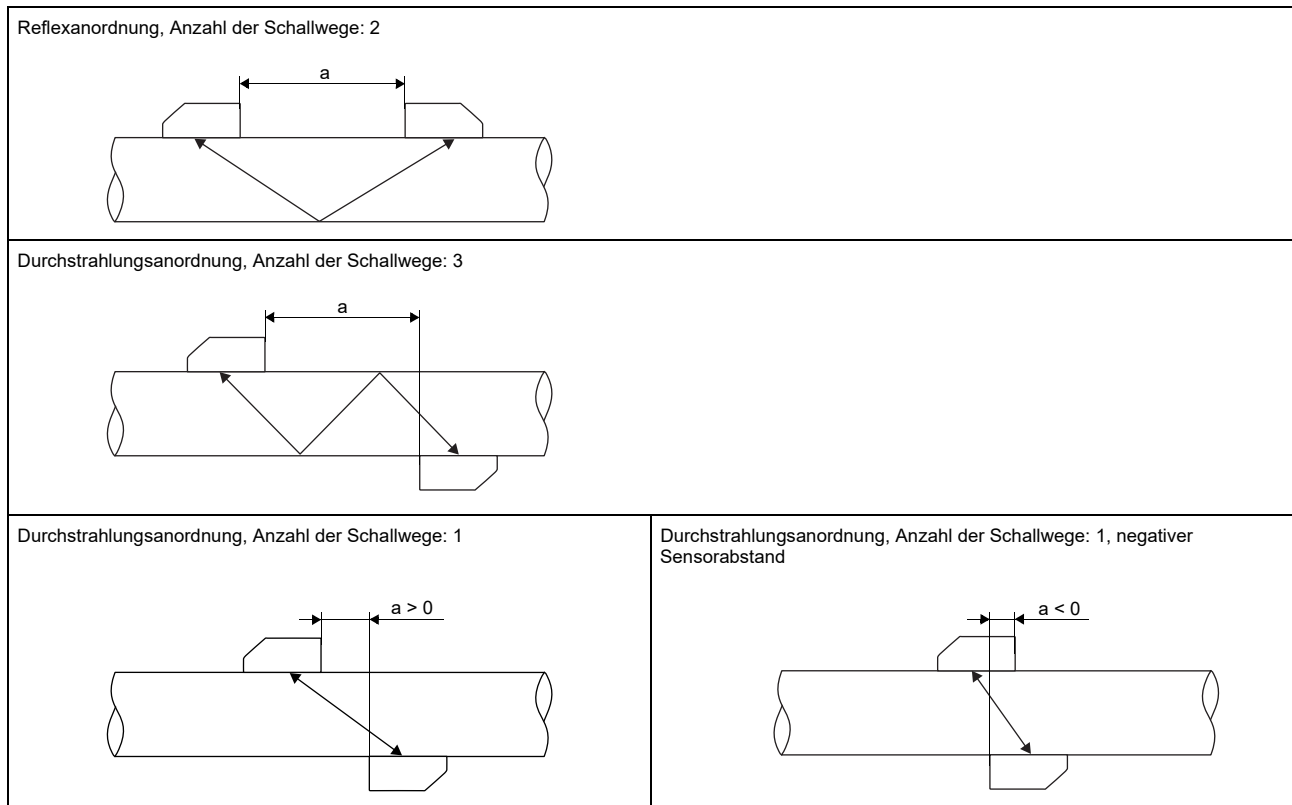 Reflexanordnung, Anzahl der Schallwege: 2
a
Durchstrahlungsanordnung, Anzahl der Schallwege: 3
a
Durchstrahlungsanordnung, Anzahl der Schallwege: 1
a > 0
Durchstrahlungsanordnung, Anzahl der Schallwege: 1, negativer
Sensorabstand
a < 0